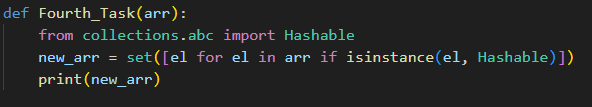 def Fourth_Task(arr):
    from collections.abc import Hashable
    new_arr = set([el for el in arr if isinstance(el, Hashable)])
    print(new_arr)